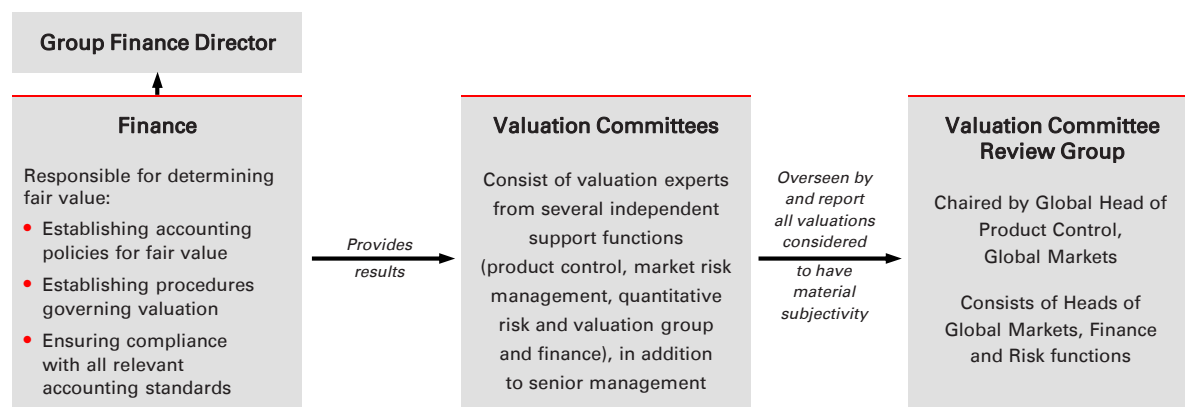 Group Finance Director
Finance
Responsible for determining
fair value:
• Establishing accounting
policies for fair value
• Establishing procedures
governing valuation
• Ensuring compliance
with all relevant
accounting standards
Provides
results
Valuation Committees
Consist of valuation experts
from several independent
support functions
(product control, market risk
management, quantitative
risk and valuation group
and finance), in addition
to senior management
Overseen by
and report
all valuations
considered
to have
material
subjectivity
Valuation Committee
Review Group
Chaired by Global Head of
Product Control,
Global Markets
Consists of Heads of
Global Markets, Finance
and Risk functions